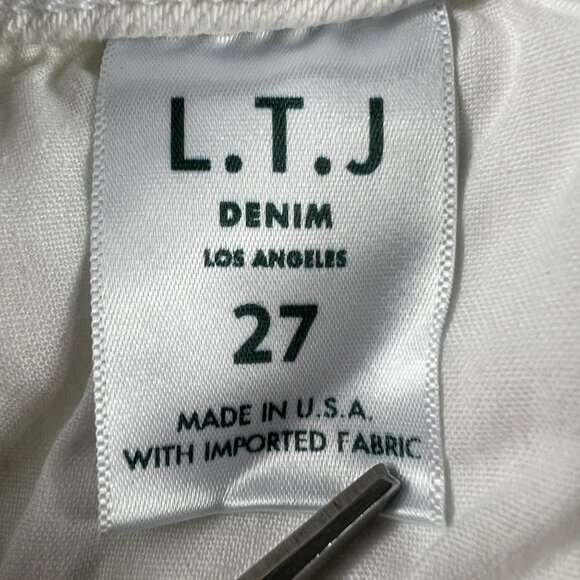 L.T.J
DENIM
LOS ANGELES
27
MADE IN U.S.A.
WITH IMPORTED FABRIC